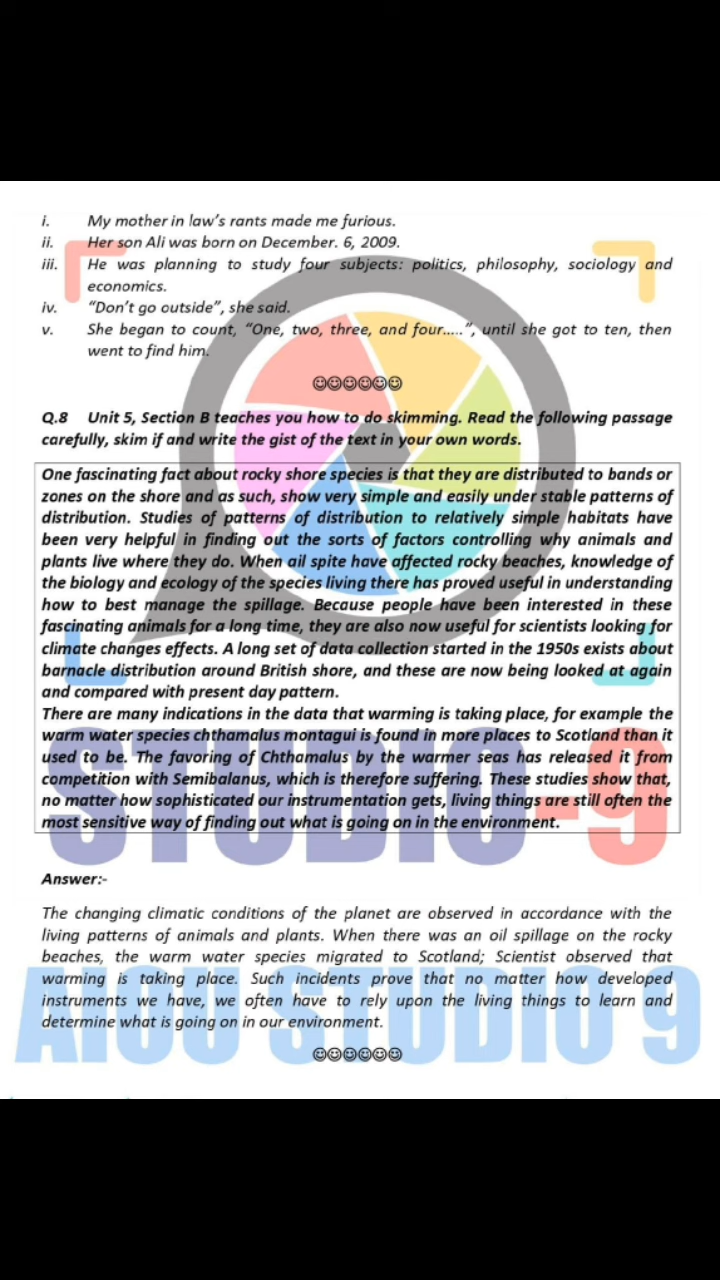 i. My mother in law's rants made me furious.
ii. Her son Ali was born on December. 6, 2009.
iii. He was planning to study four subjects: politics, philosophy, sociology and
economics.
iv. "Don't go outside", she said.
v. She began to count, "One, two, three, and four.....", until she got to ten, then
went to find him.
Q.8 Unit 5, Section B teaches you how to do skimming. Read the following passage
carefully, skim if and write the gist of the text in your own words.
One fascinating fact about rocky shore species is that they are distributed to bands or
zones on the shore and as such, show very simple and easily under stable patterns of
distribution. Studies of patterns of distribution to relatively simple habitats have
been very helpful in finding out the sorts of factors controlling why animals and
plants live where they do. When ail spite have affected rocky beaches, knowledge of
the biology and ecology of the species living there has proved useful in understanding
how to best manage the spillage. Because people have been interested in these
fascinating animals for a long time, they are also now useful for scientists looking for
climate changes effects. A long set of data collection started in the 1950s exists about
barnacle distribution around British shore, and these are now being looked at again
and compared with present day pattern.
There are many indications in the data that warming is taking place, for example the
warm water species chthamalus montagui is found in more places to Scotland than it
used to be. The favoring of Chthamalus by the warmer seas has released it from
competition with Semibalanus, which is therefore suffering. These studies show that,
no matter how sophisticated our instrumentation gets, living things are still often the
most sensitive way of finding out what is going on in the environment.
STUDIO-9
Answer:-
The changing climatic conditions of the planet are observed in accordance with the
living patterns of animals and plants. When there was an oil spillage on the rocky
beaches, the warm water species migrated to Scotland; Scientist observed that
warming is taking place. Such incidents prove that no matter how developed
instruments we have, we often have to rely upon the living things to learn and
determine what is going on in our environment.
AIOU STUDIO 9